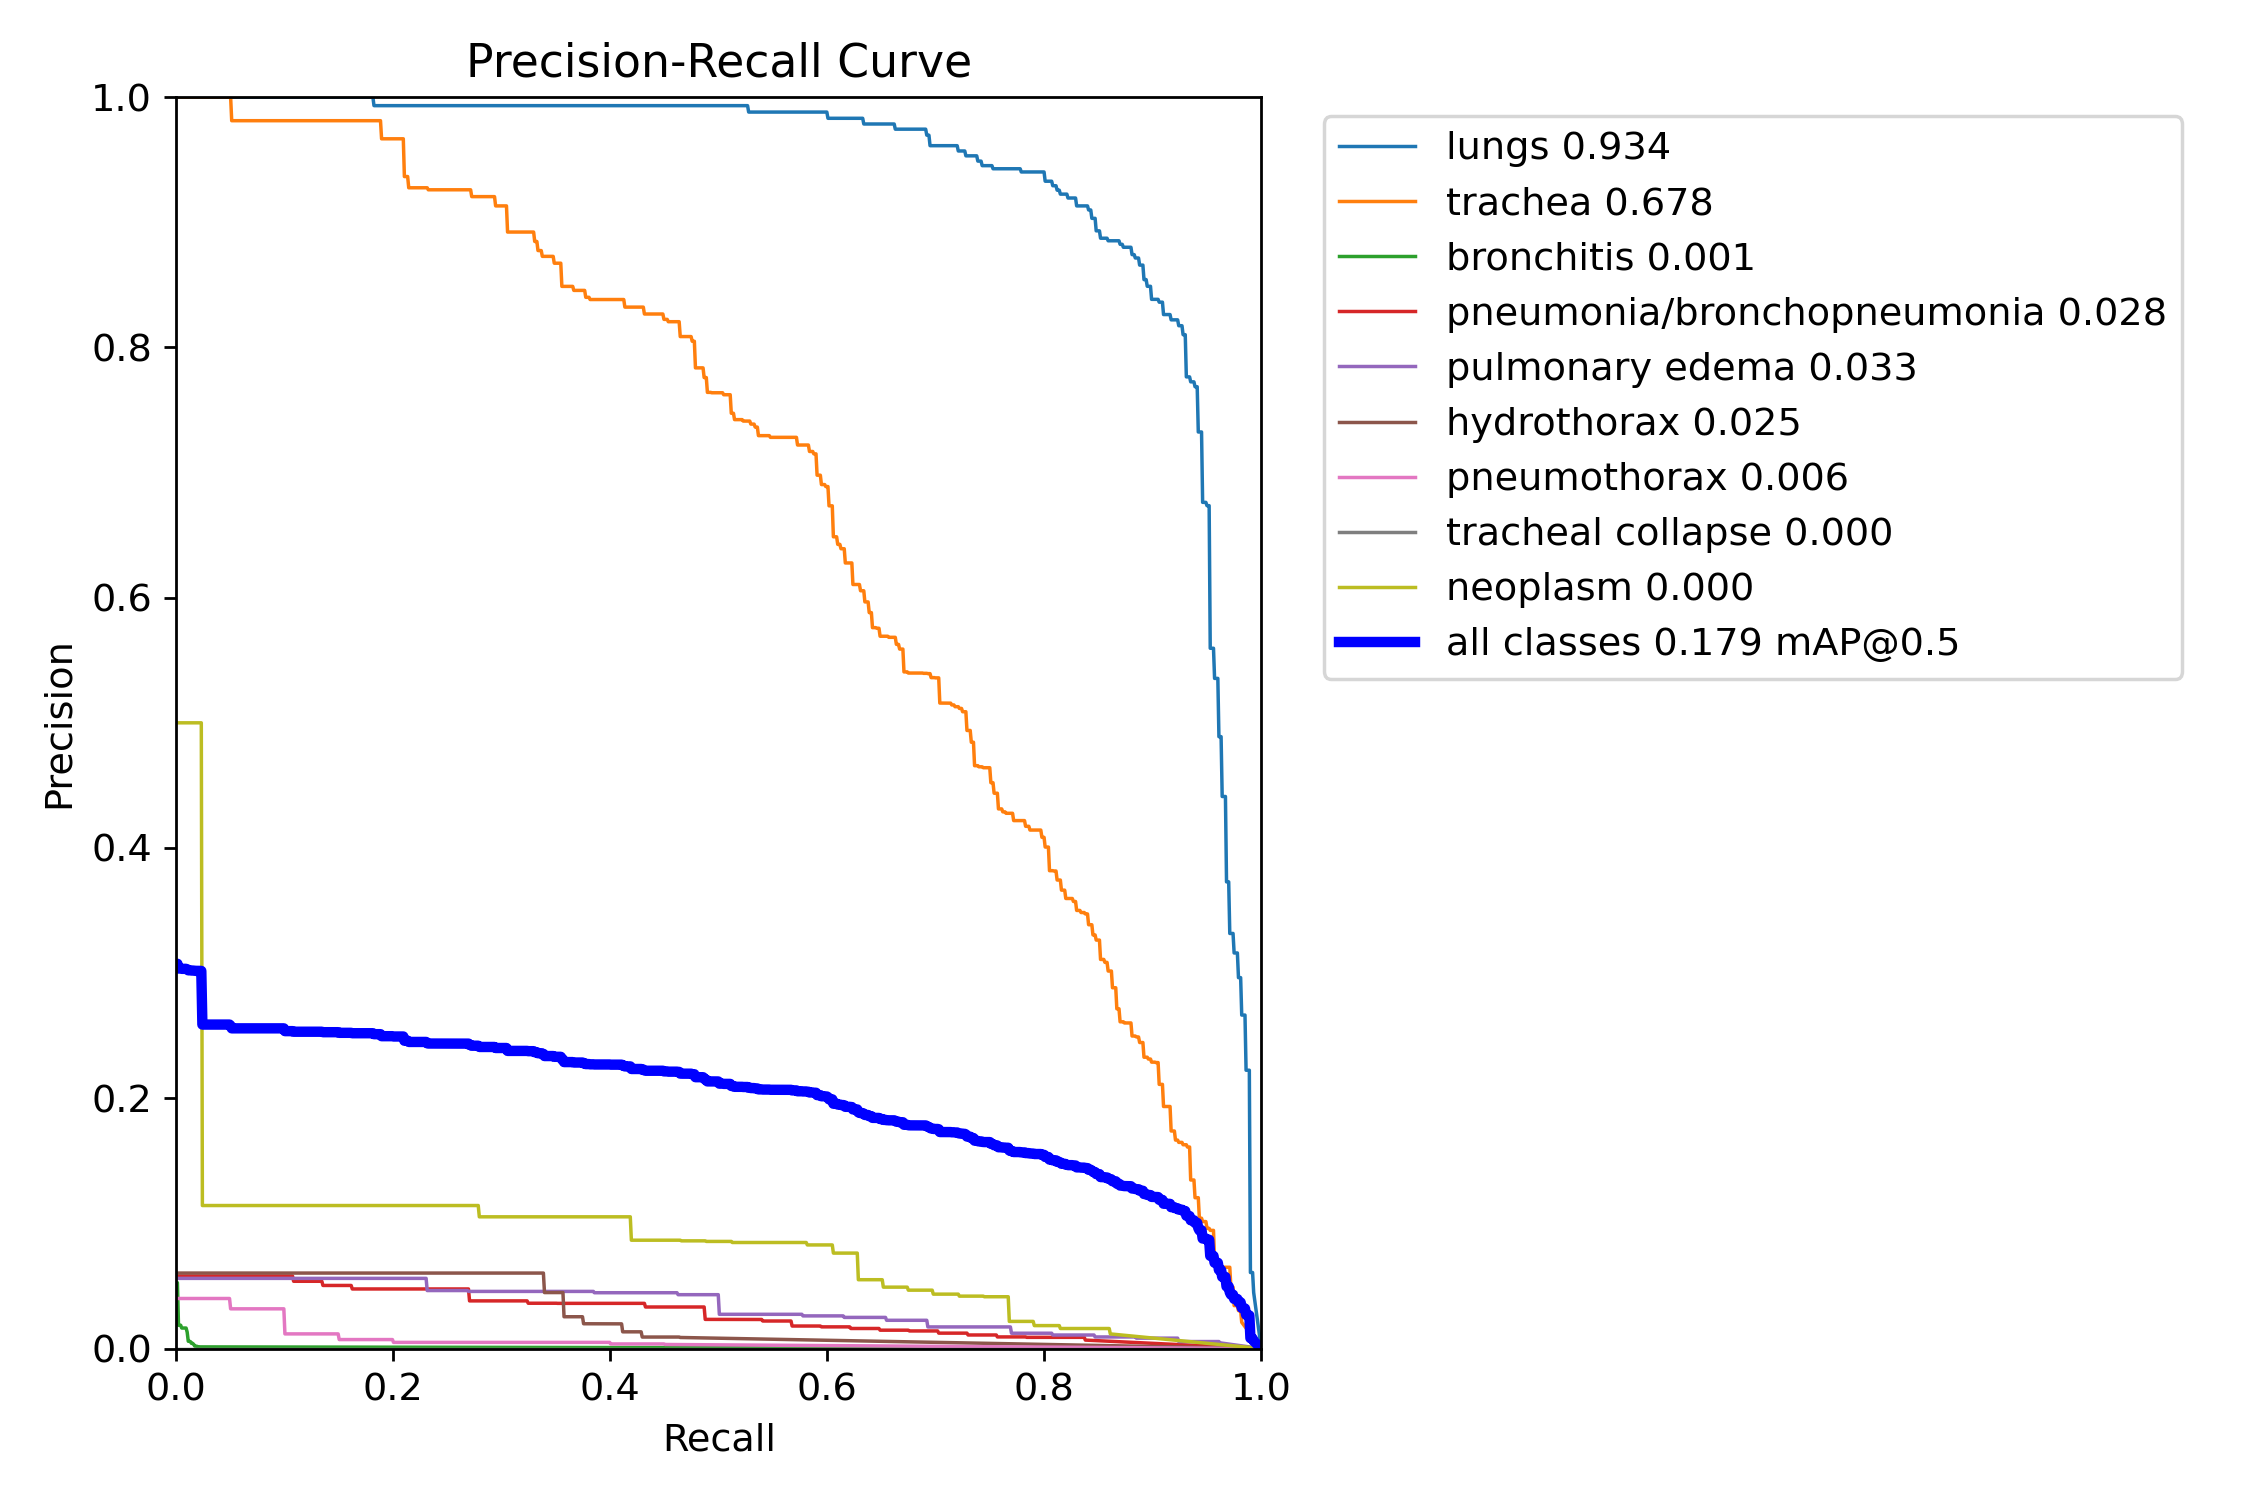 Precision-Recall Curve
1.0
0.8
0.6
0.4
0.2
0.0
Precision
0.0 0.2 0.4 0.6 0.8 1.0
Recall
lungs 0.934
trachea 0.678
bronchitis 0.001
pneumonia/bronchopneumonia 0.028
pulmonary edema 0.033
hydrothorax 0.025
pneumothorax 0.006
tracheal collapse 0.000
neoplasm 0.000
all classes 0.179 mAP@0.5